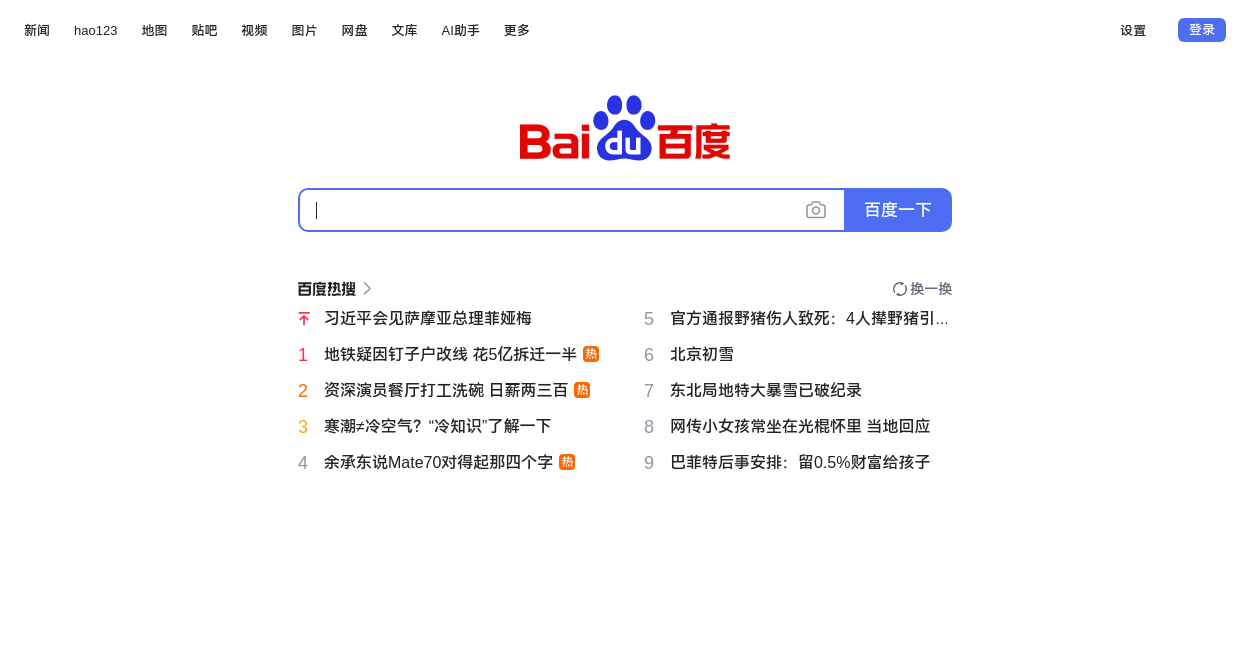 新闻 hao123 地图 贴吧 视频 图片 网盘 文库 AI助手 更多 设置 登录
Bai du 百度
百度一下
百度热搜 换一换
习近平会见萨摩亚总理菲娅梅
1 地铁疑因钉子户改线 花5亿拆迁一半 热
2 资深演员餐厅打工洗碗 日薪两三百 热
3 寒潮≠冷空气？“冷知识”了解一下
4 余承东说Mate70对得起那四个字 热
5 官方通报野猪伤人致死：4人撵野猪引...
6 北京初雪
7 东北局地特大暴雪已破纪录
8 网传小女孩常坐在光棍怀里 当地回应
9 巴菲特后事安排：留0.5%财富给孩子